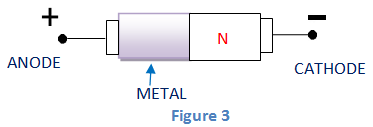 +
−
N
ANODE
CATHODE
METAL
Figure 3